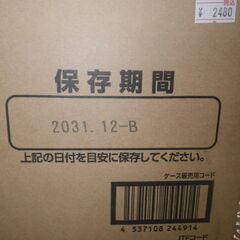 税込
¥ 2480
保存期間
2031.12-B
上記の日付を目安に保存してください。
ケース販売用コード
4 537108 244914
ITFコード